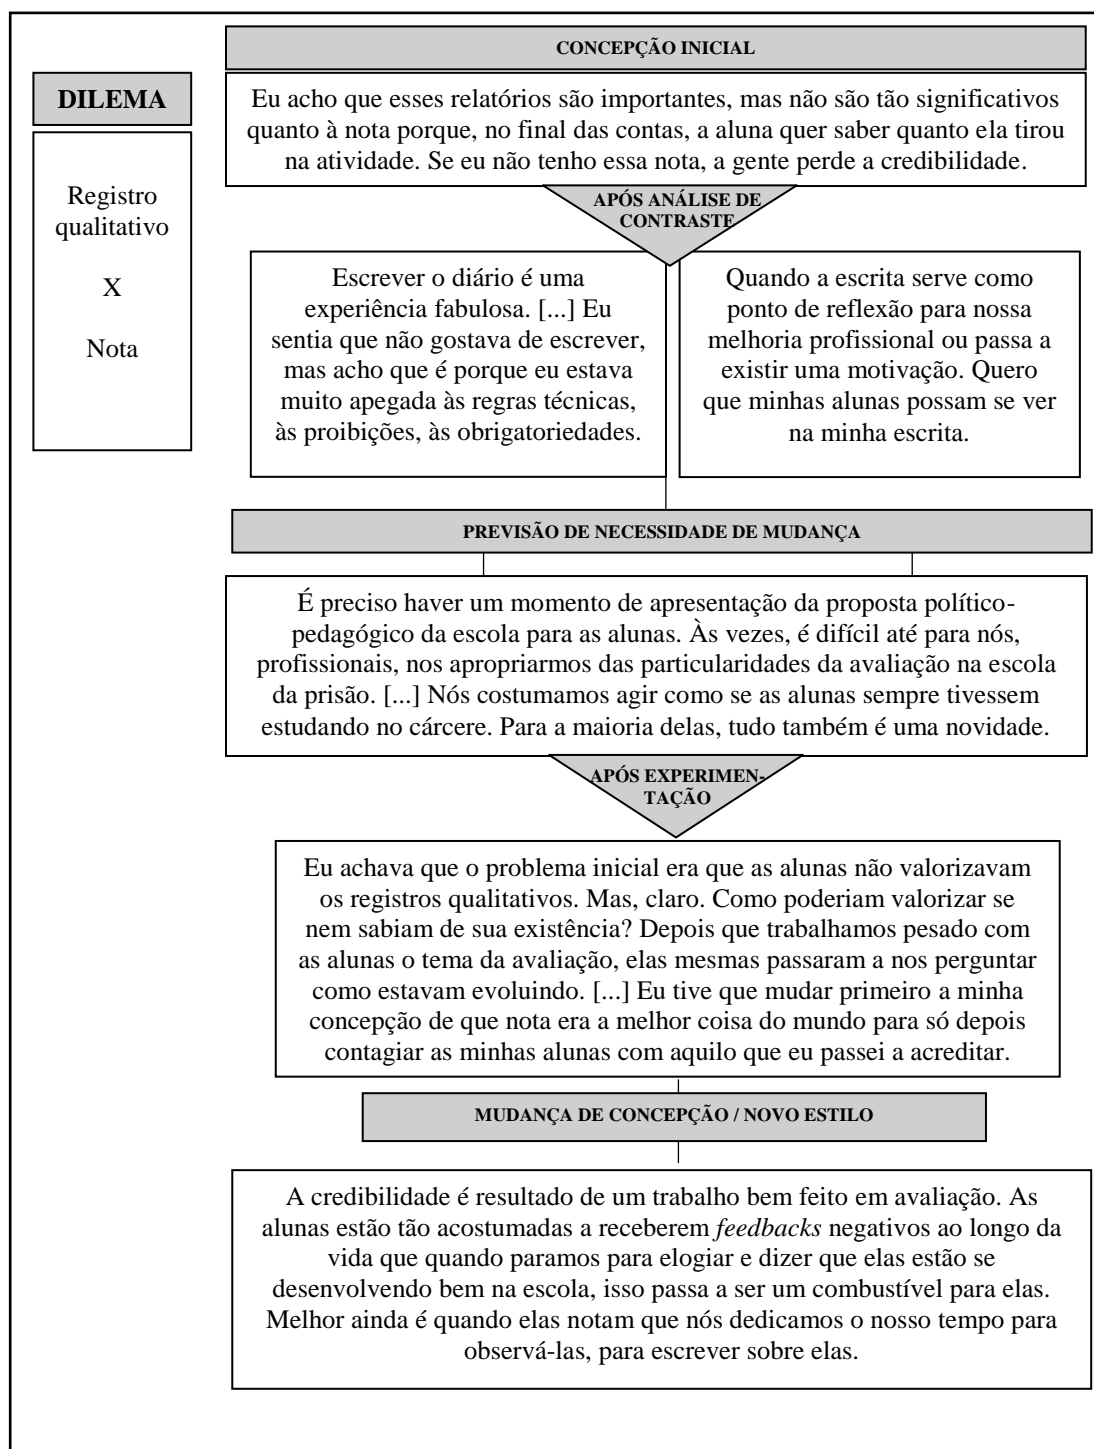 CONCEPÇÃO INICIAL
DILEMA
Registro
qualitativo
X
Nota
Eu acho que esses relatórios são importantes, mas não são tão significativos
quanto à nota porque, no final das contas, a aluna quer saber quanto ela tirou
na atividade. Se eu não tenho essa nota, a gente perde a credibilidade.
APÓS ANÁLISE DE
CONTRASTE
Escrever o diário é uma
experiência fabulosa. [...] Eu
sentia que não gostava de escrever,
mas acho que é porque eu estava
muito apegada às regras técnicas,
às proibições, às obrigatoriedades.
Quando a escrita serve como
ponto de reflexão para nossa
melhoria profissional ou passa a
existir uma motivação. Quero
que minhas alunas possam se ver
na minha escrita.
PREVISÃO DE NECESSIDADE DE MUDANÇA
É preciso haver um momento de apresentação da proposta político-
pedagógico da escola para as alunas. Às vezes, é difícil até para nós,
profissionais, nos apropriarmos das particularidades da avaliação na escola
da prisão. [...] Nós costumamos agir como se as alunas sempre tivessem
estudando no cárcere. Para a maioria delas, tudo também é uma novidade.
APÓS EXPERIMEN-
TAÇÃO
Eu achava que o problema inicial era que as alunas não valorizavam
os registros qualitativos. Mas, claro. Como poderiam valorizar se
nem sabiam de sua existência? Depois que trabalhamos pesado com
as alunas o tema da avaliação, elas mesmas passaram a nos perguntar
como estavam evoluindo. [...] Eu tive que mudar primeiro a minha
concepção de que nota era a melhor coisa do mundo para só depois
contagiar as minhas alunas com aquilo que eu passei a acreditar.
MUDANÇA DE CONCEPÇÃO / NOVO ESTILO
A credibilidade é resultado de um trabalho bem feito em avaliação. As
alunas estão tão acostumadas a receberem feedbacks negativos ao longo da
vida que quando paramos para elogiar e dizer que elas estão se
desenvolvendo bem na escola, isso passa a ser um combustível para elas.
Melhor ainda é quando elas notam que nós dedicamos o nosso tempo para
observá-las, para escrever sobre elas.